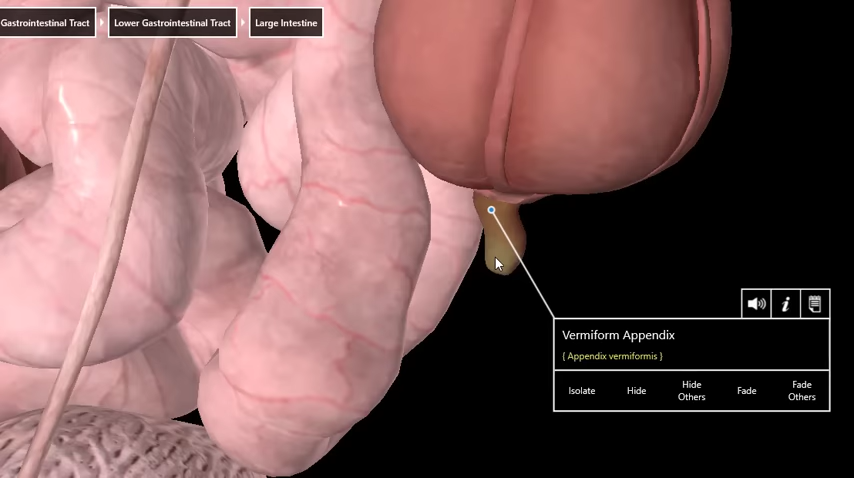 Gastrointestinal Tract
Lower Gastrointestinal Tract
Large Intestine
Vermiform Appendix
{ Appendix vermiformis }
Isolate
Hide
Hide
Others
Fade
Fade
Others